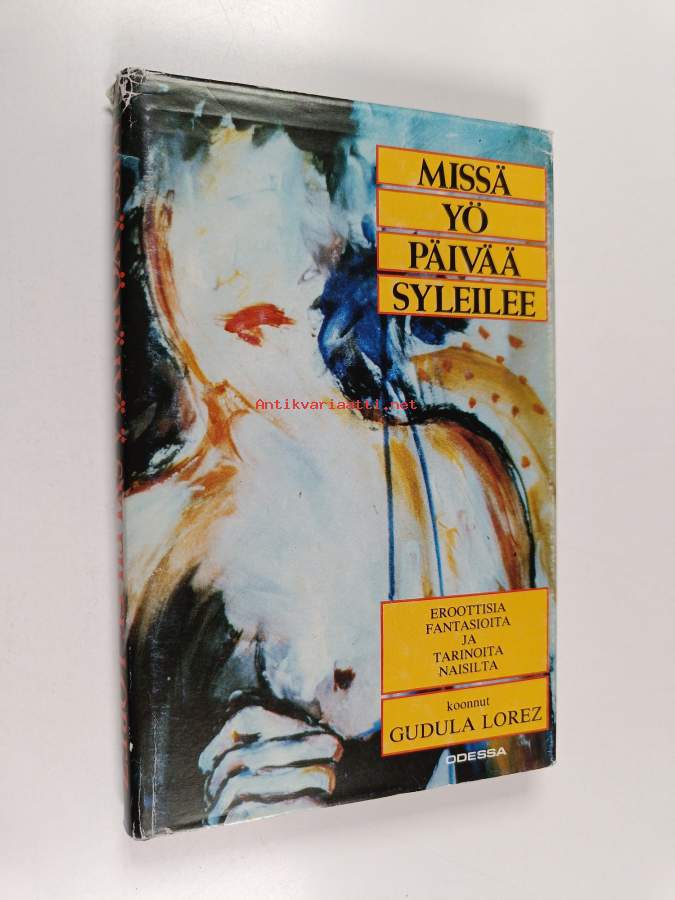 MISSÄ
YÖ
PÄIVÄÄ
SYLEILEE
Antikvariaatti.net
EROOTTISIA
FANTASIOITA
JA
TARINOITA
NAISILTA
koonnut
GUDULA LOREZ
ODESSA